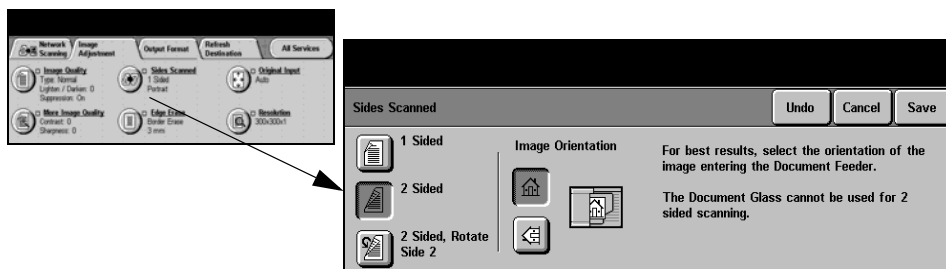 Network Scanning
Image Adjustment
Output Format
Refresh Destination
All Services
Image Quality
Type: Normal
Lighten / Darken: 0
Suppression: On
Sides Scanned
1 Sided
Portrait
Original Input
Auto
More Image Quality
Contrast: 0
Sharpness: 0
Edge Erase
Border Erase
3 mm
Resolution
300x300x1
Sides Scanned
Undo
Cancel
Save
1 Sided
2 Sided
2 Sided, Rotate
Side 2
Image Orientation
For best results, select the orientation of the
image entering the Document Feeder.
The Document Glass cannot be used for 2
sided scanning.